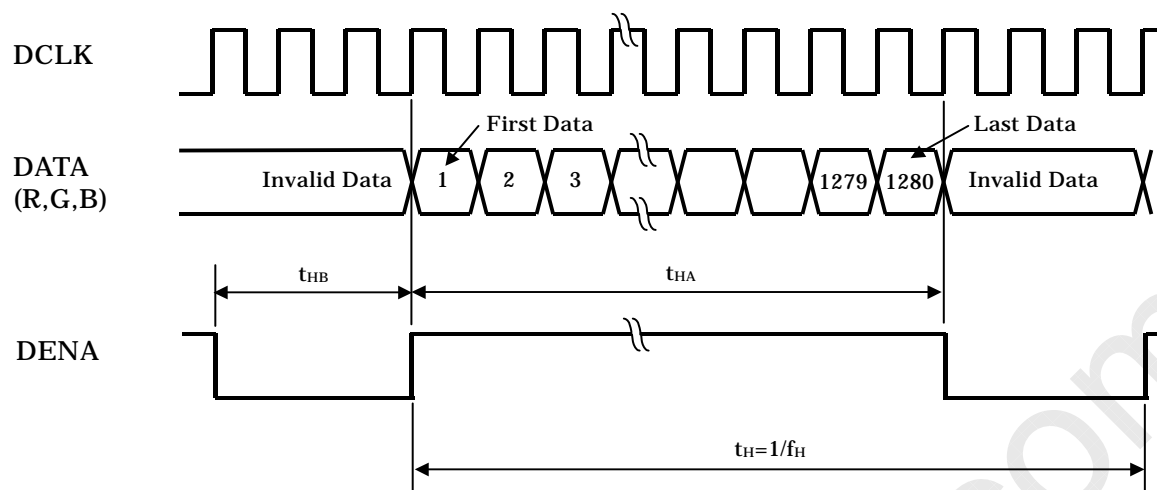 DCLK
First Data
Last Data
DATA
(R,G,B)
Invalid Data 1 2 3 1279 1280 Invalid Data
tHB
tHA
DENA
tH=1/fH
com